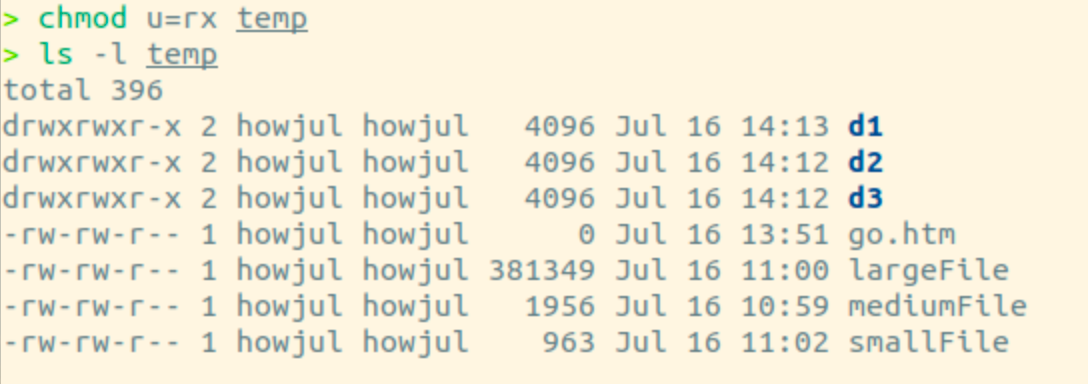 > chmod u=rx temp
> ls -l temp
total 396
drwxrwxr-x 2 howjul howjul   4096 Jul 16 14:13 d1
drwxrwxr-x 2 howjul howjul   4096 Jul 16 14:12 d2
drwxrwxr-x 2 howjul howjul   4096 Jul 16 14:12 d3
-rw-rw-r-- 1 howjul howjul      0 Jul 16 13:51 go.htm
-rw-rw-r-- 1 howjul howjul 381349 Jul 16 11:00 largeFile
-rw-rw-r-- 1 howjul howjul   1956 Jul 16 10:59 mediumFile
-rw-rw-r-- 1 howjul howjul    963 Jul 16 11:02 smallFile